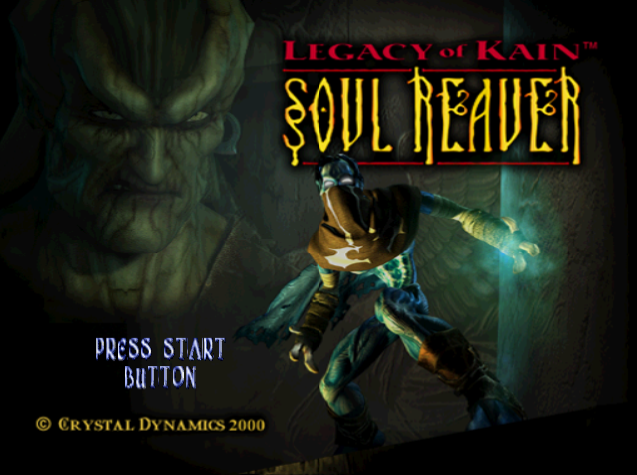 LEGACY of KAIN™
SOUL REAVER
PRESS START
BUTTON
© CRYSTAL DYNAMICS 2000